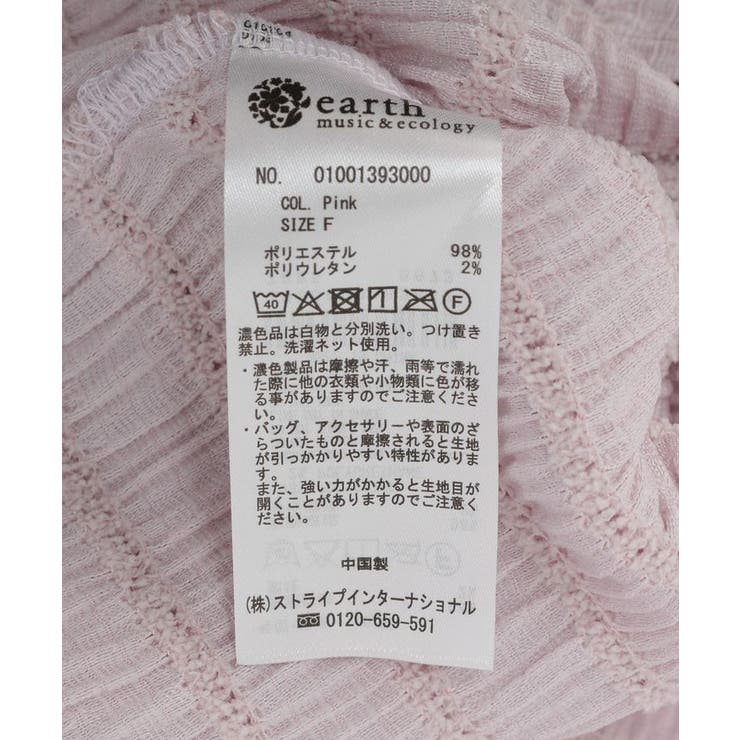 earth
music&ecology
NO. 01001393000
COL. Pink
SIZE F
ポリエステル 98%
ポリウレタン 2%
40 F
濃色品は白物と分別洗い。つけ置き
禁止。洗濯ネット使用。
・濃色製品は摩擦や汗、雨等で濡れ
た際に他の衣類や小物類に色が移
る事がありますのでご注意くださ
い。
・バッグ、アクセサリーや表面のざ
らついたものと摩擦されると生地
が引っかかりやすい特性がありま
す。
また、強い力がかかると生地目が
開くことがありますのでご注意く
ださい。
中国製
(株)ストライプインターナショナル
0120-659-591